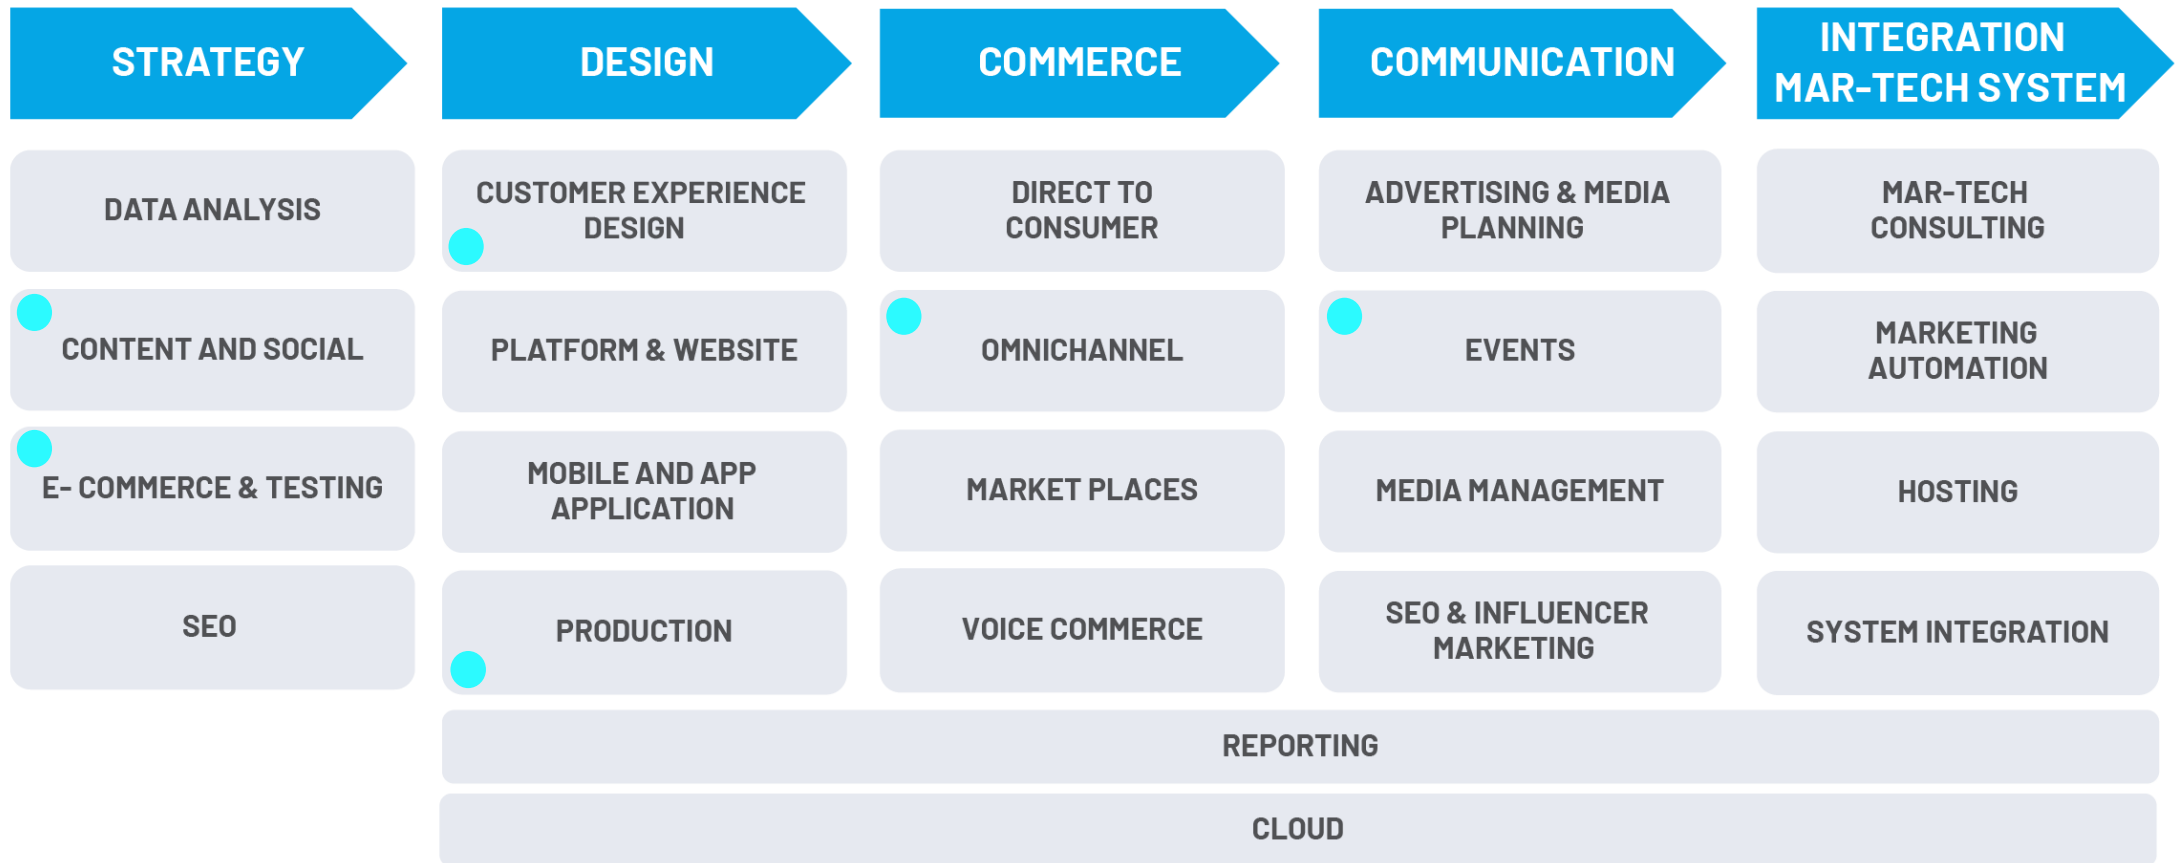 STRATEGY
DESIGN
COMMERCE
COMMUNICATION
INTEGRATION
MAR-TECH SYSTEM
DATA ANALYSIS
CUSTOMER EXPERIENCE
DESIGN
DIRECT TO
CONSUMER
ADVERTISING & MEDIA
PLANNING
MAR-TECH
CONSULTING
CONTENT AND SOCIAL
PLATFORM & WEBSITE
OMNICHANNEL
EVENTS
MARKETING
AUTOMATION
E- COMMERCE & TESTING
MOBILE AND APP
APPLICATION
MARKET PLACES
MEDIA MANAGEMENT
HOSTING
SEO
PRODUCTION
VOICE COMMERCE
SEO & INFLUENCER
MARKETING
SYSTEM INTEGRATION
REPORTING
CLOUD